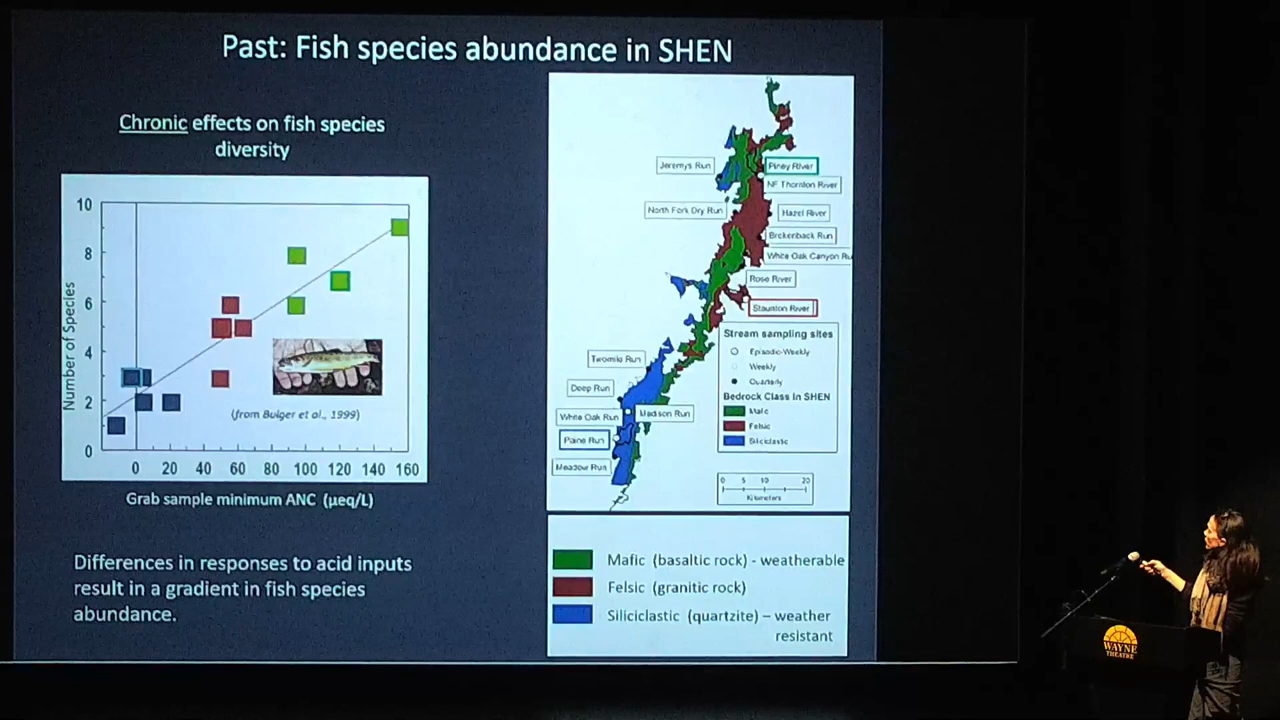 Past: Fish species abundance in SHEN
Chronic effects on fish species
diversity
10
8
6
4
2
0
Number of Species
0 20 40 60 80 100 120 140 160
(from Bulger et al., 1999)
Grab sample minimum ANC (µeq/L)
Differences in responses to acid inputs
result in a gradient in fish species
abundance.
Jeremys Run
Piney River
NF Thornton River
North Fork Dry Run
Hazel River
Brokenback Run
White Oak Canyon Ru
Rose River
Staunton River
Twomile Run
Deep Run
White Oak Run
Madison Run
Paine Run
Meadow Run
Stream sampling sites
Episodic-Weekly
Weekly
Quarterly
Bedrock Class in SHEN
Mafic
Felsic
Siliciclastic
0 5 10 20
Kilometers
Mafic (basaltic rock) - weatherable
Felsic (granitic rock)
Siliciclastic (quartzite) – weather
resistant
WAYNE
THEATRE